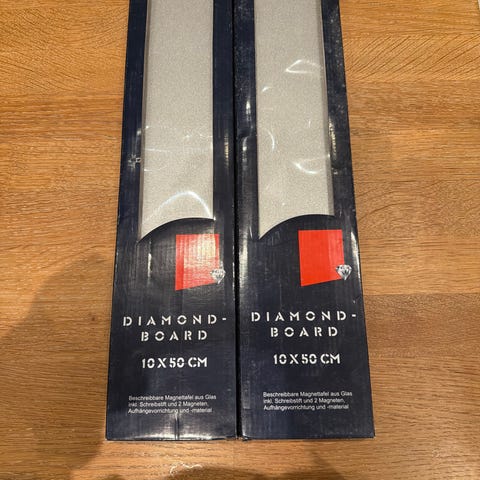 DIAMOND-
BOARD
10 X 50 CM
Beschreibbare Magnettafel aus Glas
inkl. Schreibstift und 2 Magneten,
Aufhängevorrichtung und -material
DIAMOND-
BOARD
10 X 50 CM
Beschreibbare Magnettafel aus Glas
inkl. Schreibstift und 2 Magneten,
Aufhängevorrichtung und -material